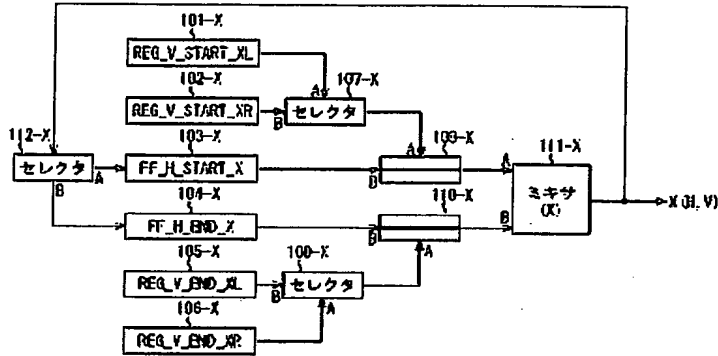 101-X
REG_V_START_XL
102-X
107-X
REG_V_START_XR
A
B
セレクタ
112-X
103-X
109-X
111-X
セレクタ
A
B
FF_H_START_X
A
B
A
ミキサ
(X)
X(H,V)
104-X
110-X
FF_H_END_X
B
A
B
105-X
100-X
REG_V_END_XL
B
セレクタ
A
106-X
REG_V_END_XR